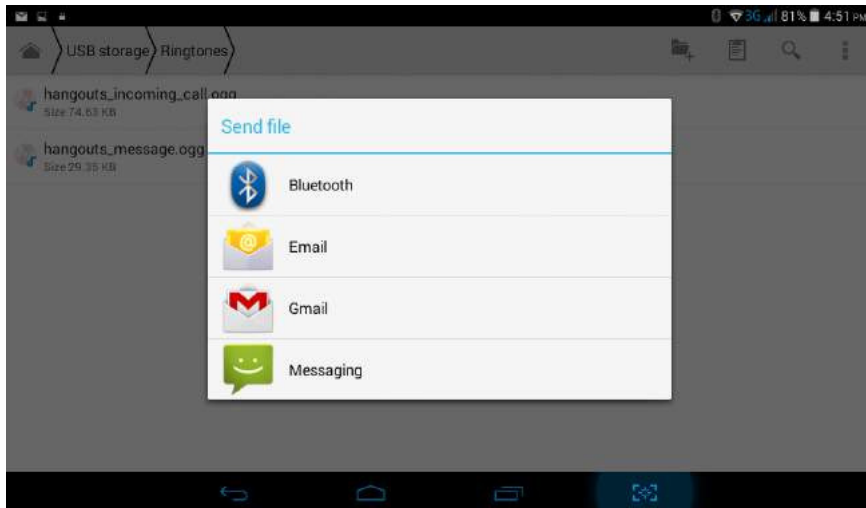 3G 81% 4:51 PM
USB storage Ringtones
hangouts_incoming_call.ogg
Size 74.63 KB
hangouts_message.ogg
Size 29.35 KB
Send file
Bluetooth
@
Email
Gmail
Messaging